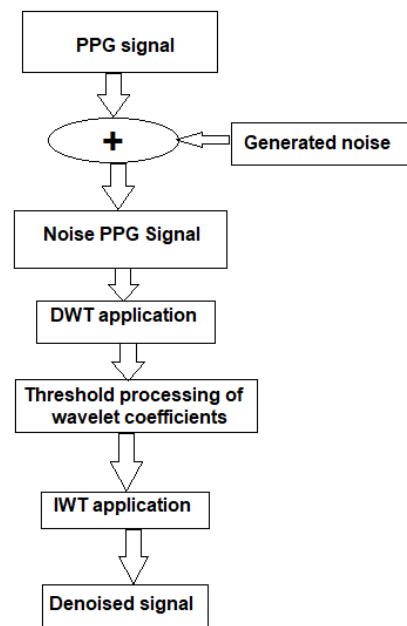 PPG signal
+
Generated noise
Noise PPG Signal
DWT application
Threshold processing of
wavelet coefficients
IWT application
Denoised signal